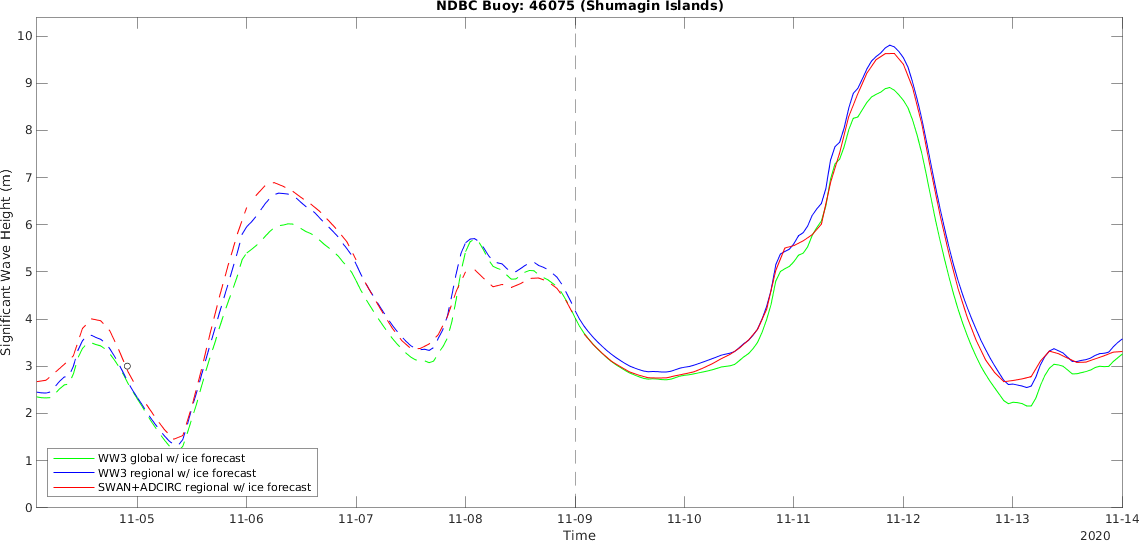 NDBC Buoy: 46075 (Shumagin Islands)
10
9
8
7
6
5
4
3
2
1
0
Significant Wave Height (m)
WW3 global w/ ice forecast
WW3 regional w/ ice forecast
SWAN+ADCIRC regional w/ ice forecast
11-05 11-06 11-07 11-08 11-09 11-10 11-11 11-12 11-13 11-14
Time
2020